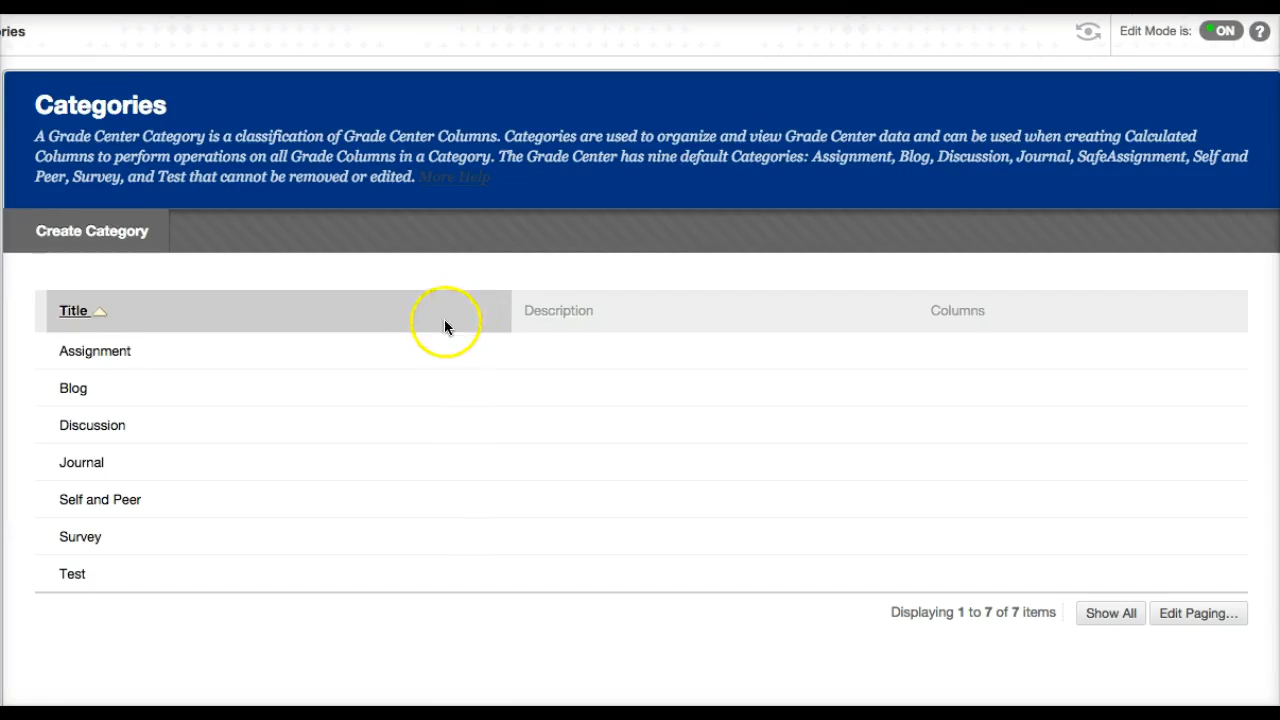 ries
Edit Mode is: ON ?
Categories
A Grade Center Category is a classification of Grade Center Columns. Categories are used to organize and view Grade Center data and can be used when creating Calculated
Columns to perform operations on all Grade Columns in a Category. The Grade Center has nine default Categories: Assignment, Blog, Discussion, Journal, SafeAssignment, Self and
Peer, Survey, and Test that cannot be removed or edited. More Help
Create Category
Title Description Columns
Assignment
Blog
Discussion
Journal
Self and Peer
Survey
Test
Displaying 1 to 7 of 7 items Show All Edit Paging...